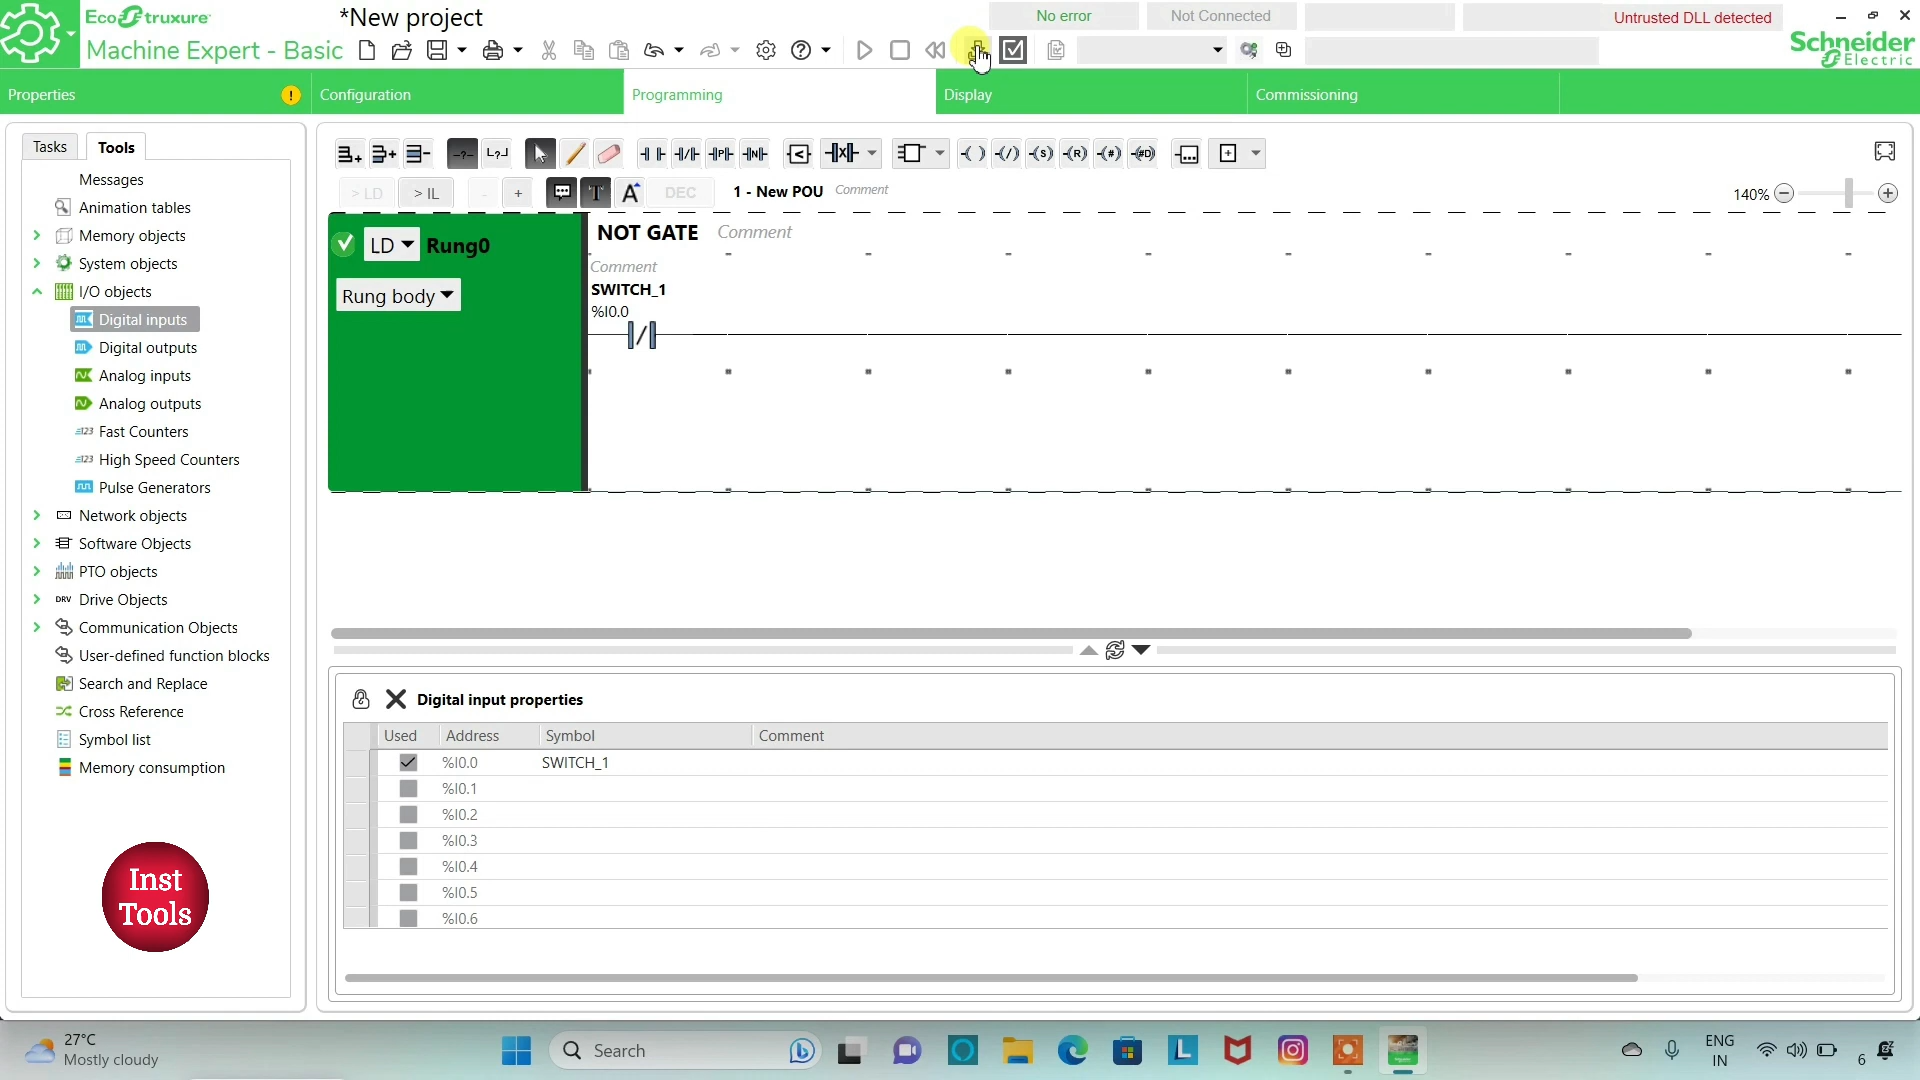 EcoStruxure
Machine Expert - Basic
*New project
No error
Not Connected
Untrusted DLL detected
Schneider
Electric
Properties
Configuration
Programming
Display
Commissioning
Tasks
Tools
Messages
Animation tables
Memory objects
System objects
I/O objects
Digital inputs
Digital outputs
Analog inputs
Analog outputs
Fast Counters
High Speed Counters
Pulse Generators
Network objects
Software Objects
PTO objects
DRV Drive Objects
Communication Objects
User-defined function blocks
Search and Replace
Cross Reference
Symbol list
Memory consumption
Inst
Tools
> LD
> IL
-
+
T
A
DEC
1 - New POU
Comment
140%
LD
Rung0
Rung body
NOT GATE
Comment
Comment
SWITCH_1
%I0.0
Digital input properties
Used Address Symbol Comment
%I0.0 SWITCH_1
%I0.1
%I0.2
%I0.3
%I0.4
%I0.5
%I0.6
27°C
Mostly cloudy
Search
ENG
IN
6